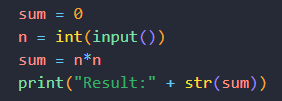 sum = 0
n = int(input())
sum = n*n
print("Result:" + str(sum))